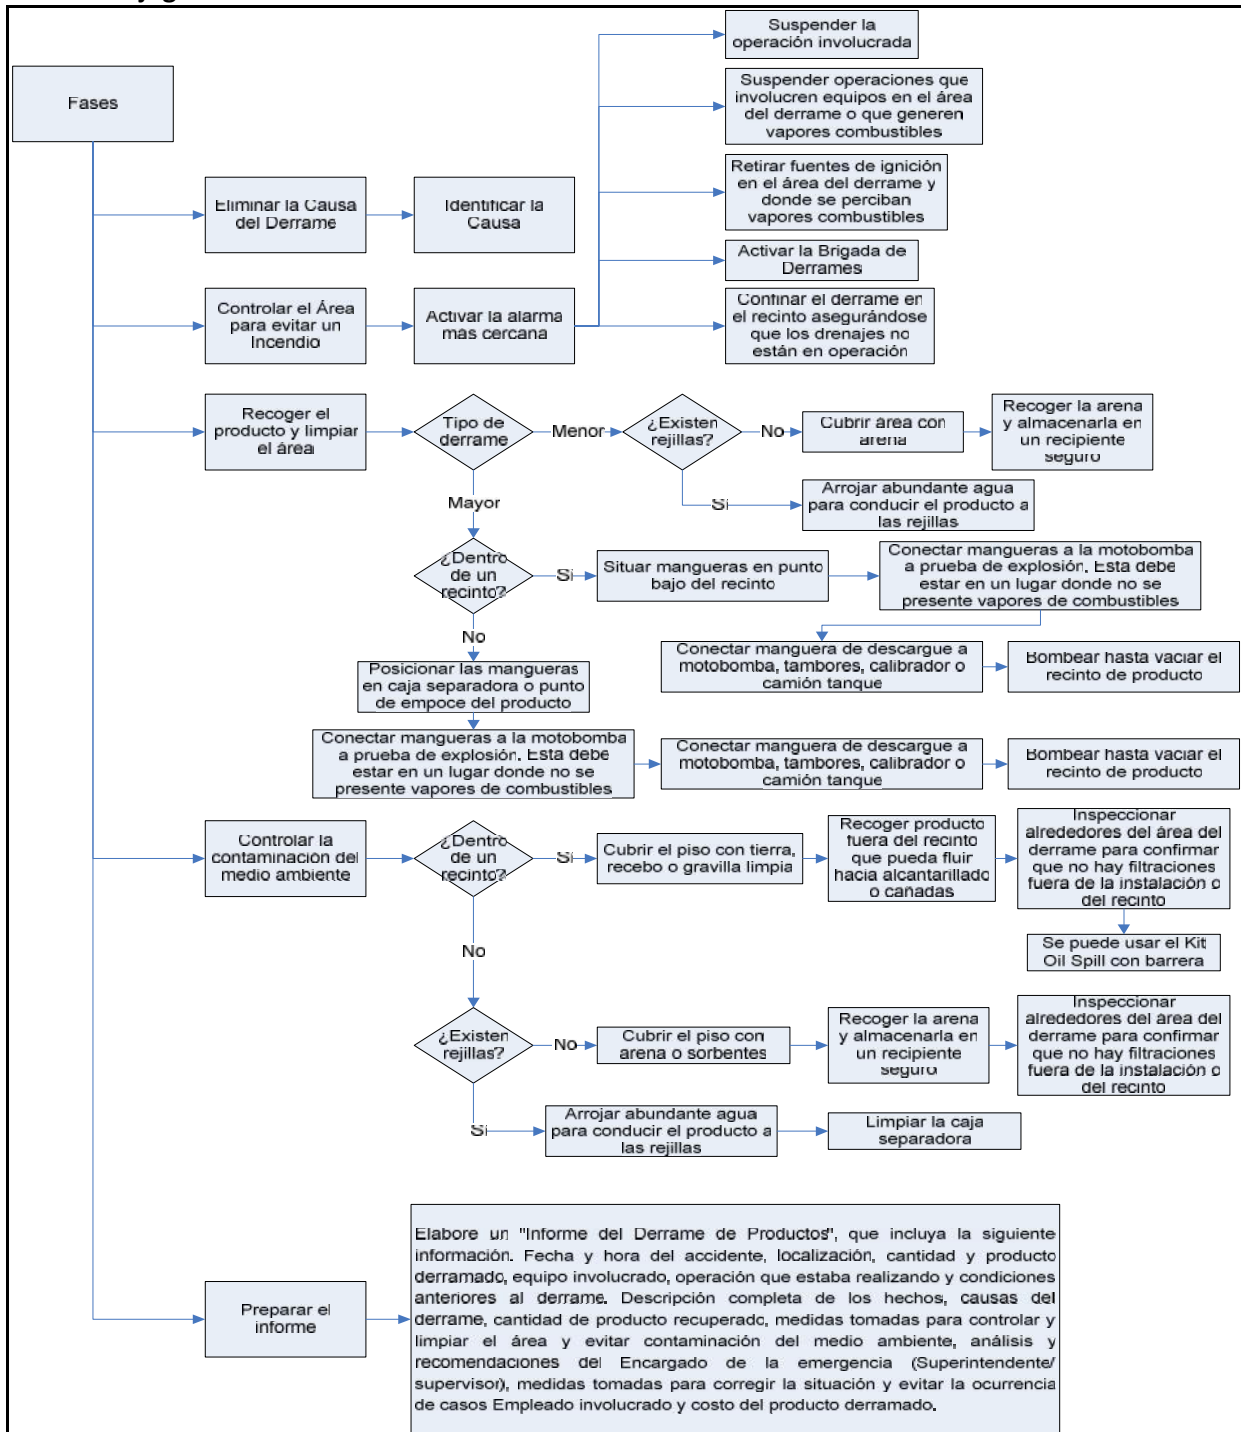 Fases
Suspender la
operación involucrada
Suspender operaciones que
involucren equipos en el área
del derrame o que generen
vapores combustibles
Retirar fuentes de ignición
en el área del derrame y
donde se perciban
vapores combustibles
Activar la Brigada de
Derrames
Confinar el derrame en
el recinto asegurándose
que los drenajes no
están en operación
Eliminar la Causa
del Derrame
Identificar la
Causa
Controlar el Área
para evitar un
Incendio
Activar la alarma
más cercana
Recoger el
producto y limpiar
el área
Tipo de
derrame
Menor
¿Existen
rejillas?
No
Cubrir área con
arena
Recoger la arena
y almacenarla en
un recipiente
seguro
Sí
Arrojar abundante agua
para conducir el producto a
las rejillas
Mayor
¿Dentro
de un
recinto?
Sí
Situar mangueras en punto
bajo del recinto
Conectar mangueras a la motobomba
a prueba de explosión. Esta debe
estar en un lugar donde no se
presente vapores de combustibles
Conectar manguera de descargue a
motobomba, tambores, calibrador o
camión tanque
Bombear hasta vaciar el
recinto de producto
No
Posicionar las mangueras
en caja separadora o punto
de empoce del producto
Conectar mangueras a la motobomba
a prueba de explosión. Esta debe
estar en un lugar donde no se
presente vapores de combustibles
Conectar manguera de descargue a
motobomba, tambores, calibrador o
camión tanque
Bombear hasta vaciar el
recinto de producto
Controlar la
contaminación del
medio ambiente
¿Dentro
de un
recinto?
Sí
Cubrir el piso con tierra,
recebo o gravilla limpia
Recoger producto
fuera del recinto
que pueda fluir
hacia alcantarillado
o cañadas
Inspeccionar
alrededores del área del
derrame para confirmar
que no hay filtraciones
fuera de la instalación o
del recinto
Se puede usar el Kit
Oil Spill con barrera
No
¿Existen
rejillas?
No
Cubrir el piso con
arena o sorbentes
Recoger la arena
y almacenarla en
un recipiente
seguro
Inspeccionar
alrededores del área del
derrame para confirmar
que no hay filtraciones
fuera de la instalación o
del recinto
Sí
Arrojar abundante agua
para conducir el producto a
las rejillas
Limpiar la caja
separadora
Preparar el
informe
Elabore un "Informe del Derrame de Productos", que incluya la siguiente
información. Fecha y hora del accidente, localización, cantidad y producto
derramado, equipo involucrado, operación que estaba realizando y condiciones
anteriores al derrame. Descripción completa de los hechos, causas del
derrame, cantidad de producto recuperado, medidas tomadas para controlar y
limpiar el área y evitar contaminación del medio ambiente, análisis y
recomendaciones del Encargado de la emergencia (Superintendente/
supervisor), medidas tomadas para corregir la situación y evitar la ocurrencia
de casos Empleado involucrado y costo del producto derramado.